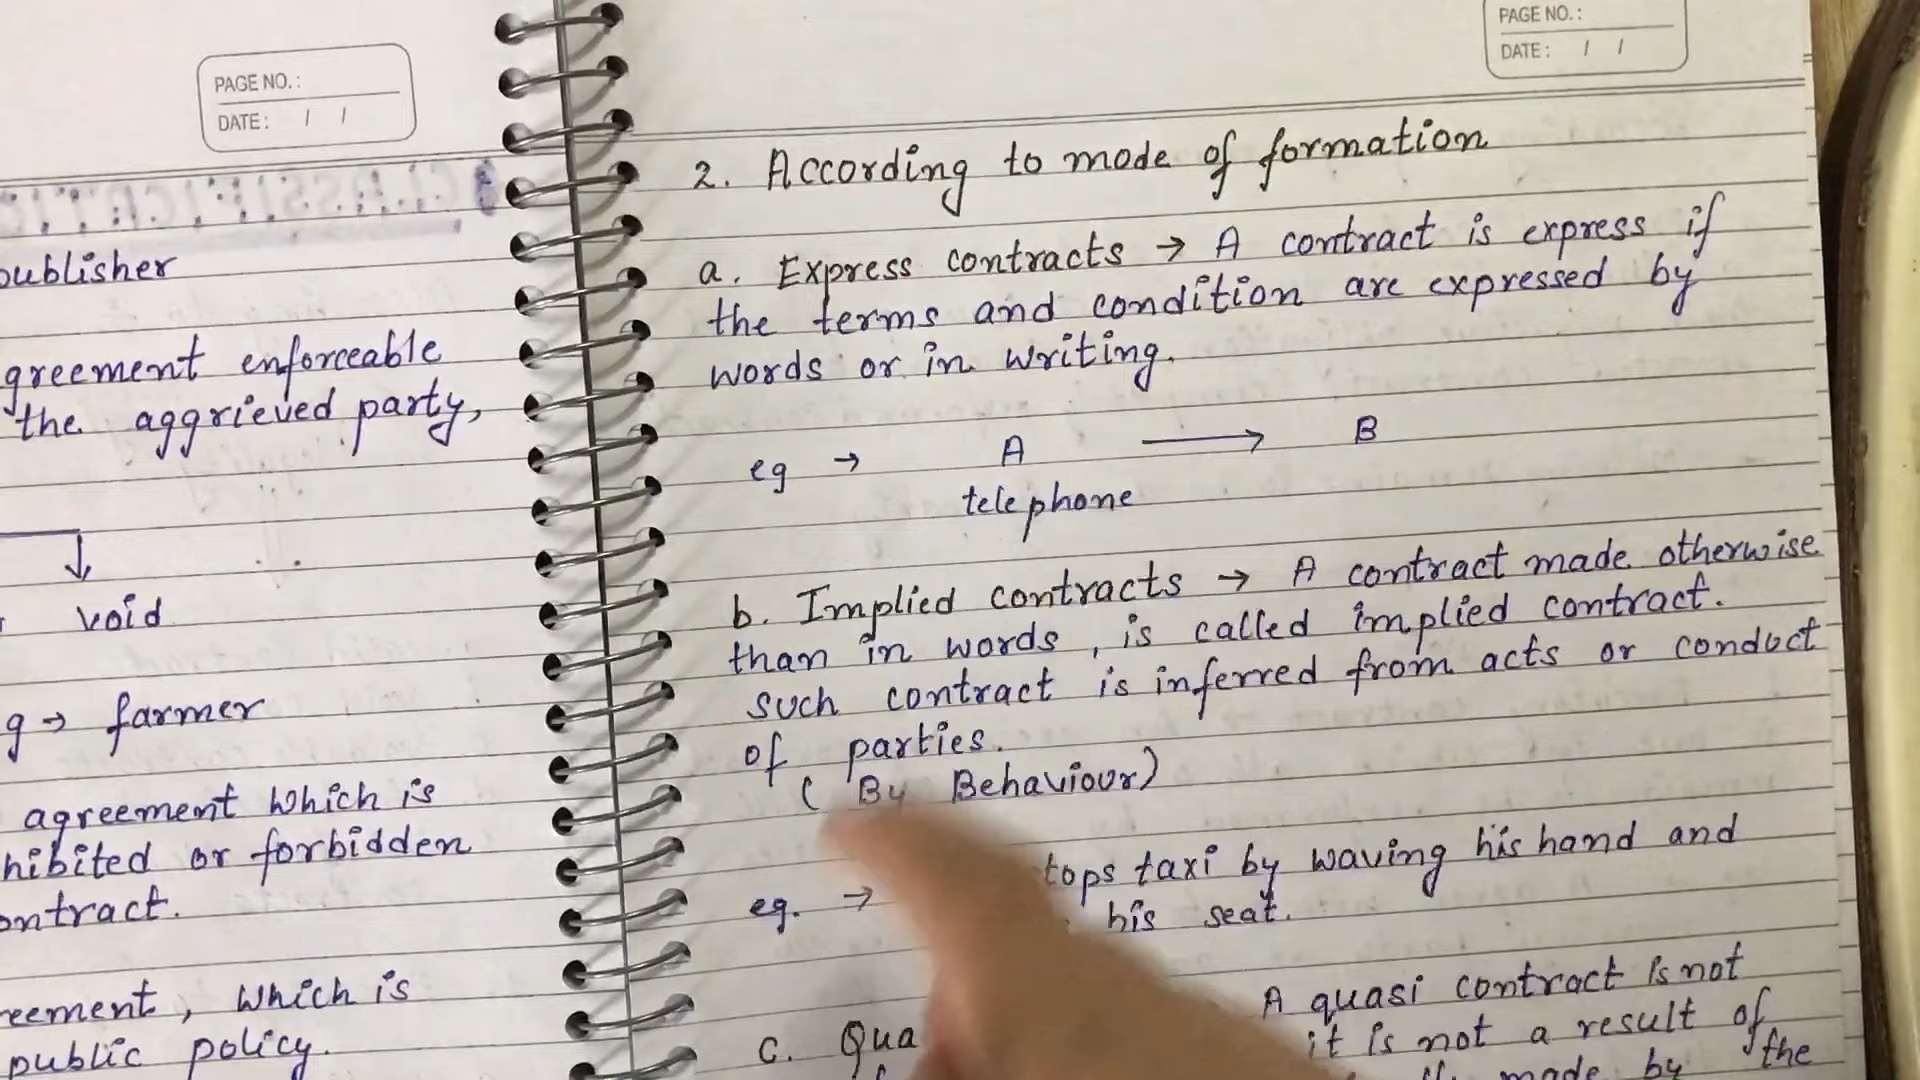 PAGE NO.:
DATE: / /
publisher
greement enforceable
the aggrieved party,
void
g → farmer
agreement which is
hibited or forbidden
ontract.
reement, which is
public policy.
PAGE NO.:
DATE: / /
2. According to mode of formation
a. Express contracts → A contract is express if
the terms and condition are expressed by
words or in writing.
eg → A → B
telephone
b. Implied contracts → A contract made otherwise
than in words, is called implied contract.
such contract is inferred from acts or conduct
of parties.
( By Behaviour)
eg. → tops taxi by waving his hand and
his seat.
c. Qua A quasi contract is not
it is not a result of
made by the